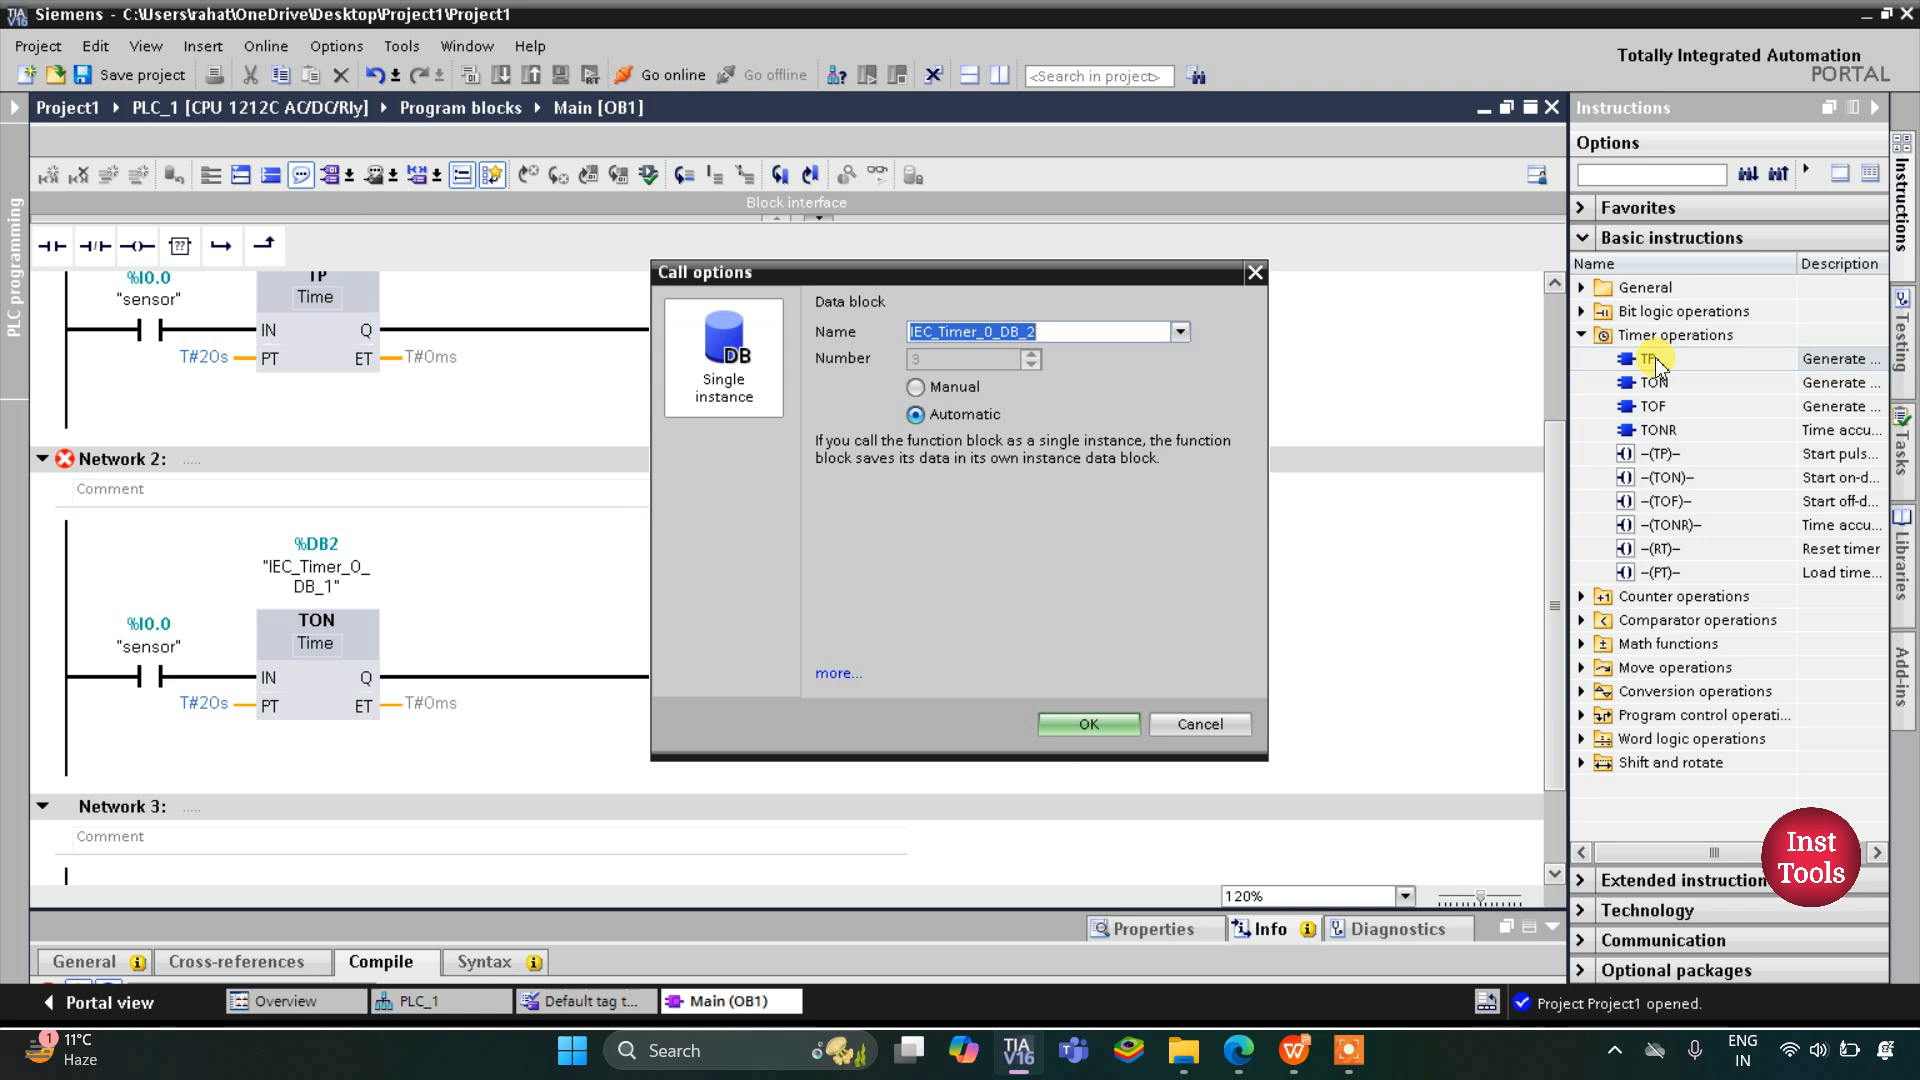 TIA V16 Siemens - C:\Users\rahat\OneDrive\Desktop\Project1\Project1
Project Edit View Insert Online Options Tools Window Help
Totally Integrated Automation
PORTAL
Save project Go online Go offline <Search in project>
Project1 PLC_1 [CPU 1212C AC/DC/Rly] Program blocks Main [OB1]
Instructions
Options
PLC programming
Block interface
Favorites
Basic instructions
Name Description
??
%I0.0
"sensor"
TP
Time
IN Q
T#20s PT ET T#0ms
Network 2: .....
Comment
%DB2
"IEC_Timer_0_
DB_1"
TON
Time
%I0.0
"sensor"
IN Q
T#20s PT ET T#0ms
Network 3: .....
Comment
120%
Call options
DB
Single
instance
Data block
Name IEC_Timer_0_DB_2
Number 3
Manual
Automatic
If you call the function block as a single instance, the function
block saves its data in its own instance data block.
more...
OK Cancel
General
Bit logic operations
Timer operations
TP Generate ...
TON Generate ...
TOF Generate ...
TONR Time accu...
-(TP)- Start puls...
-(TON)- Start on-d...
-(TOF)- Start off-d...
-(TONR)- Time accu...
-(RT)- Reset timer
-(PT)- Load time...
Counter operations
Comparator operations
Math functions
Move operations
Conversion operations
Program control operati...
Word logic operations
Shift and rotate
Inst
Tools
Extended instruction
Technology
Communication
Optional packages
Instructions
Testing
Tasks
Libraries
Add-ins
Properties Info Diagnostics
General Cross-references Compile Syntax
Portal view Overview PLC_1 Default tag t... Main (OB1) Project Project1 opened.
1 11°C
Haze
Search
TIA
V16
ENG
IN